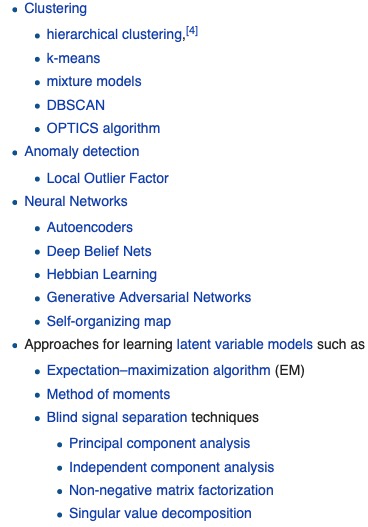 Clustering
hierarchical clustering,[4]
k-means
mixture models
DBSCAN
OPTICS algorithm
Anomaly detection
Local Outlier Factor
Neural Networks
Autoencoders
Deep Belief Nets
Hebbian Learning
Generative Adversarial Networks
Self-organizing map
Approaches for learning latent variable models such as
Expectation–maximization algorithm (EM)
Method of moments
Blind signal separation techniques
Principal component analysis
Independent component analysis
Non-negative matrix factorization
Singular value decomposition